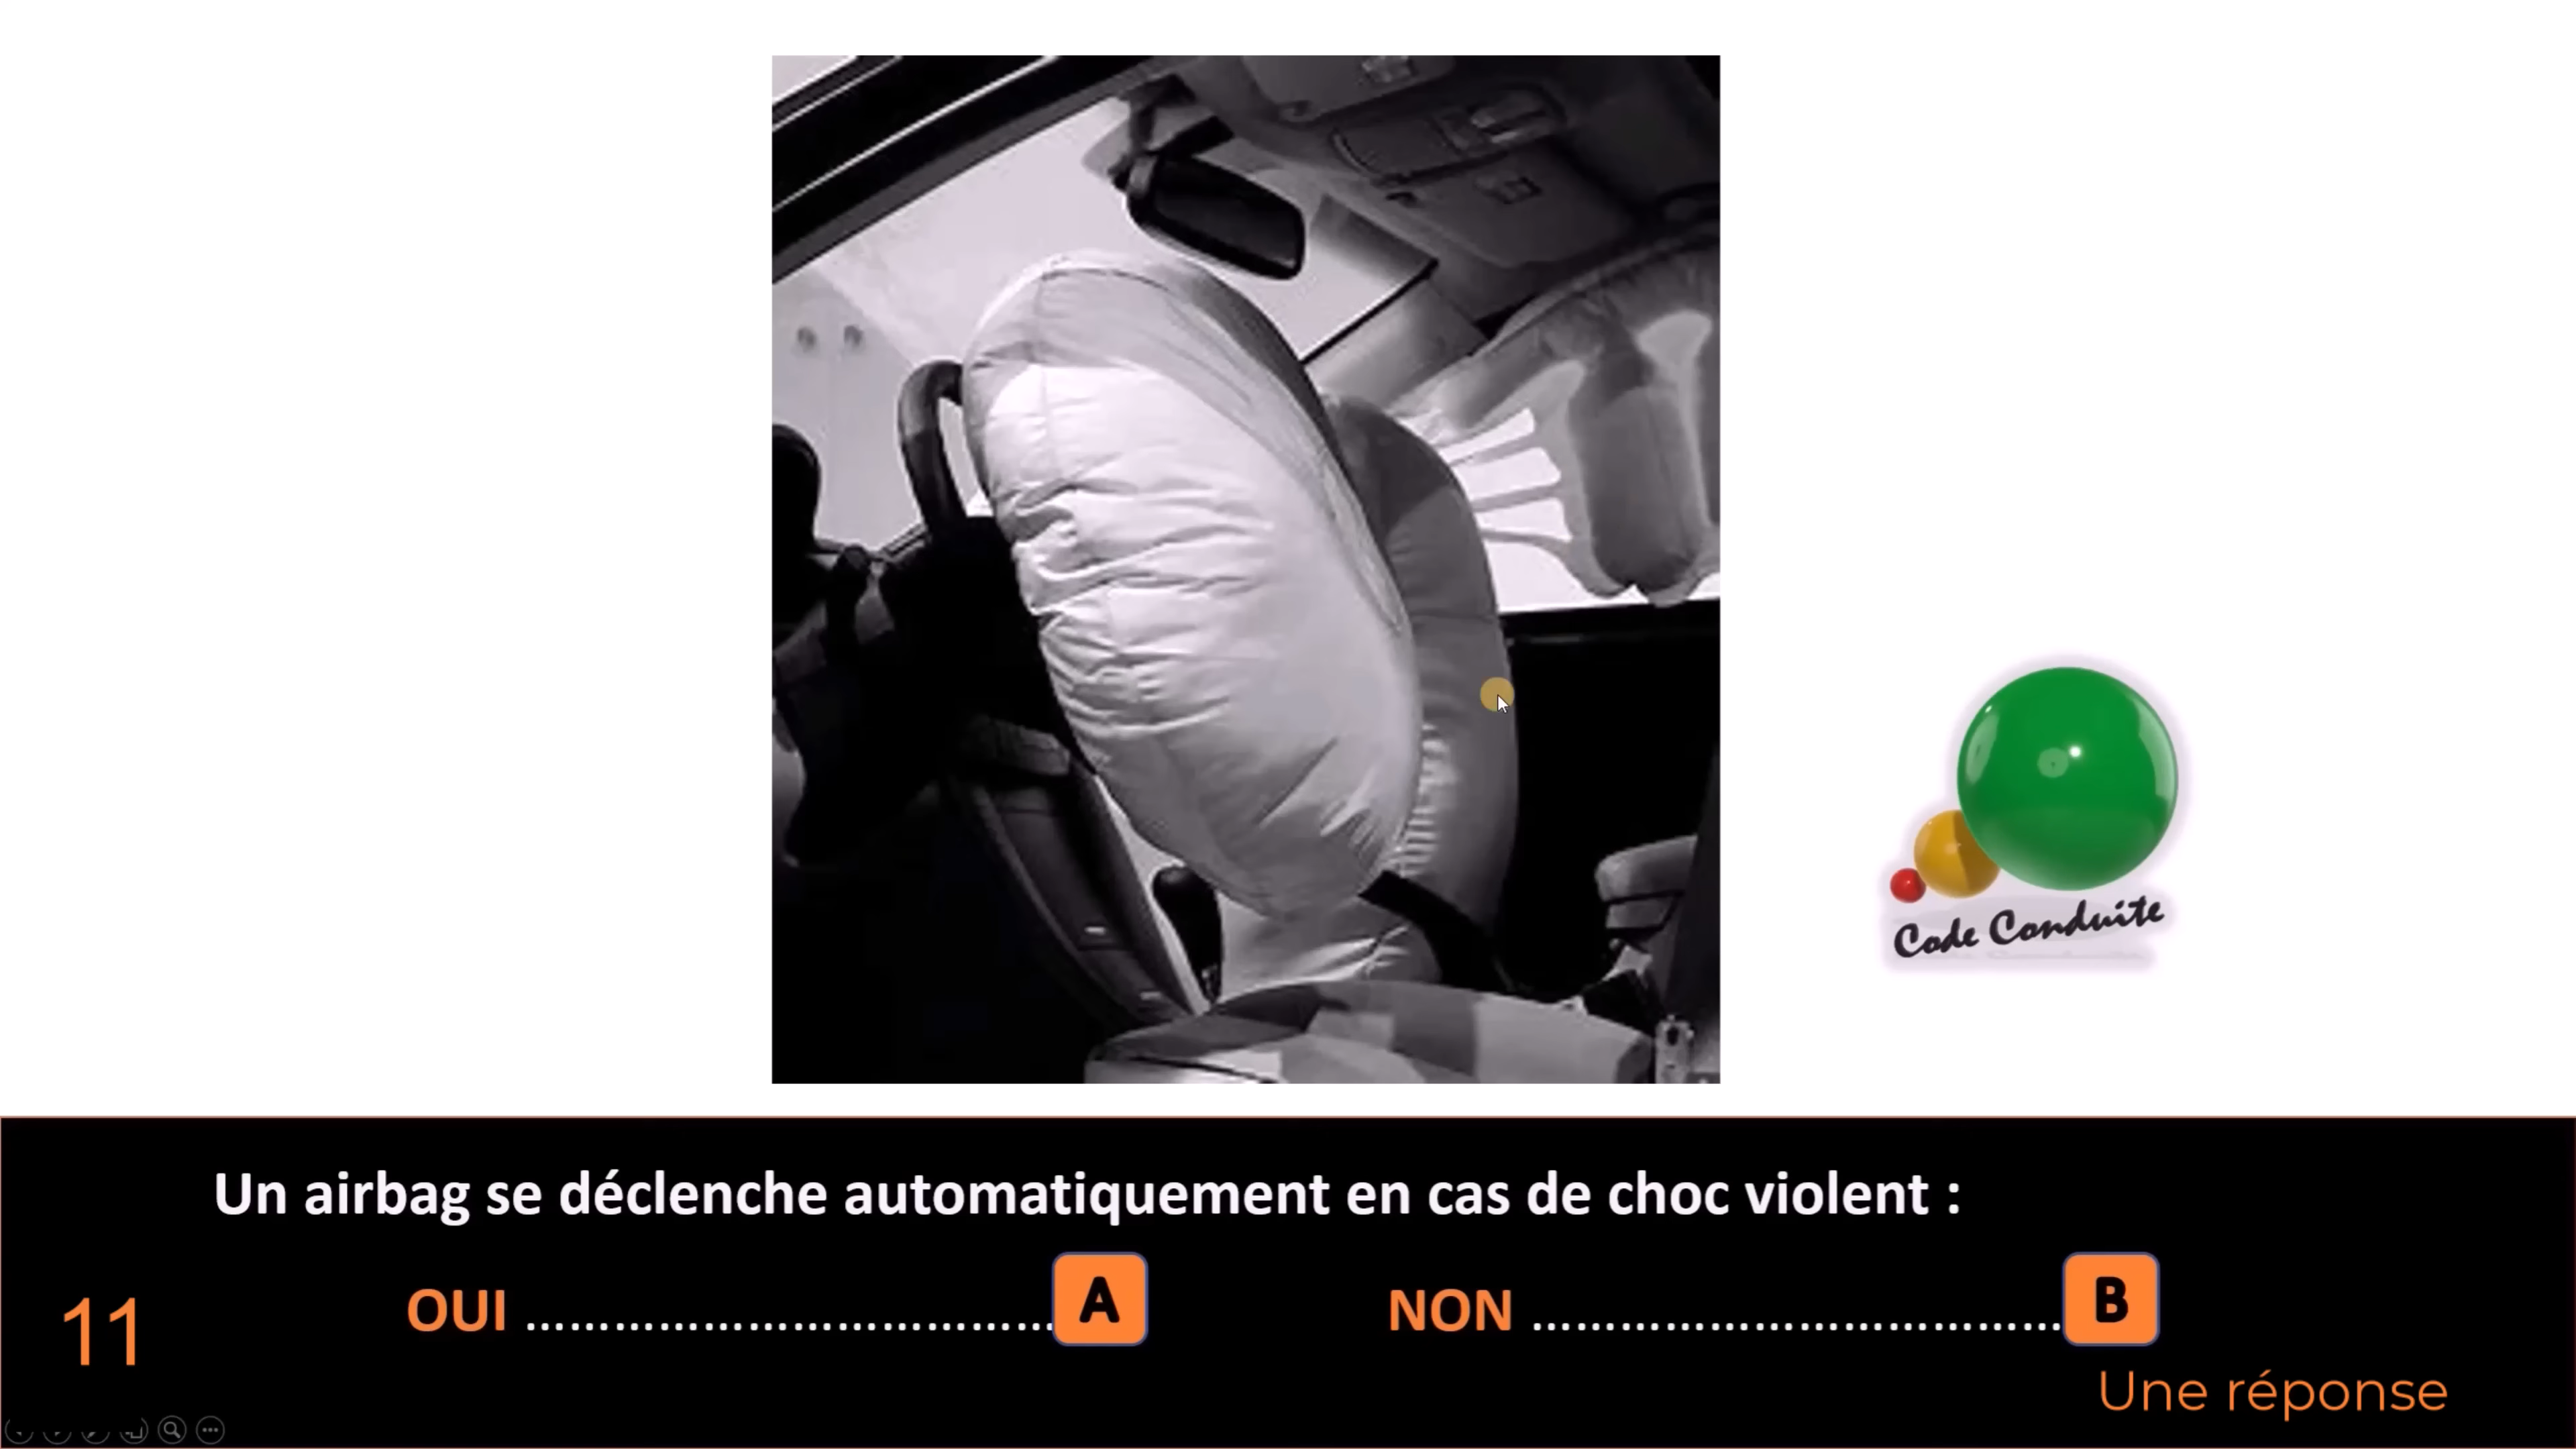 Code Conduite
Un airbag se déclenche automatiquement en cas de choc violent :
11
OUI ........................................ A
NON ........................................ B
Une réponse